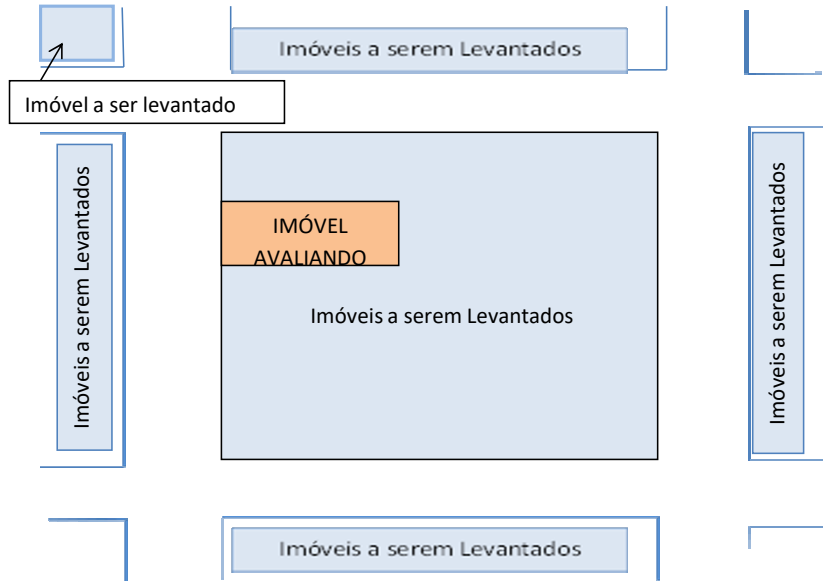 Imóveis a serem Levantados
Imóvel a ser levantado
Imóveis a serem Levantados
IMÓVEL
AVALIANDO
Imóveis a serem Levantados
Imóveis a serem Levantados
Imóveis a serem Levantados